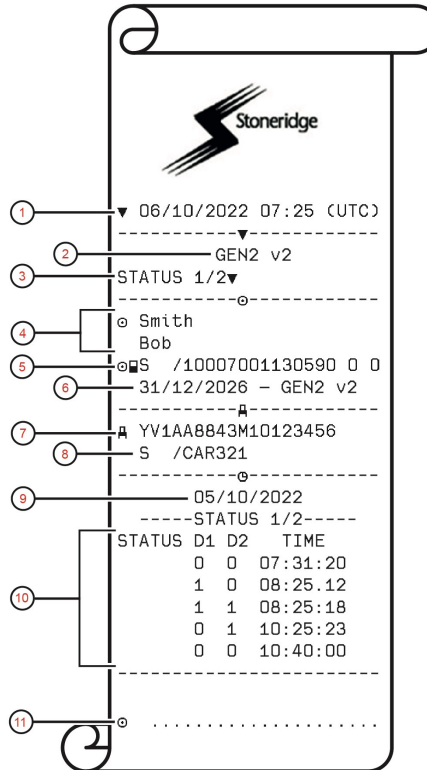 Stoneridge
1 ▼ 06/10/2022 07:25 (UTC)
--------▼--------
2 GEN2 v2
3 STATUS 1/2▼
4 Smith
Bob
5 S /10007001130590 0 0
6 31/12/2026 - GEN2 v2
7 YV1AA8843M10123456
8 S /CAR321
9 05/10/2022
-----STATUS 1/2-----
STATUS D1 D2 TIME
0 0 07:31:20
1 0 08:25.12
1 1 08:25:18
0 1 10:25:23
0 0 10:40:00
10
11 .....................